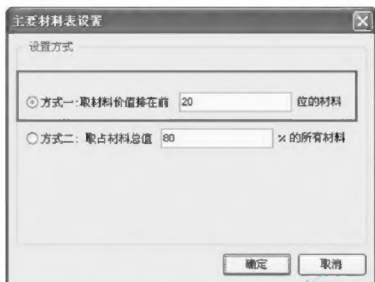 主要材料表设置
设置方式
方式一:取材料价值排在前 20 位的材料
方式二: 取占材料总值 80 % 的所有材料
确定 取消